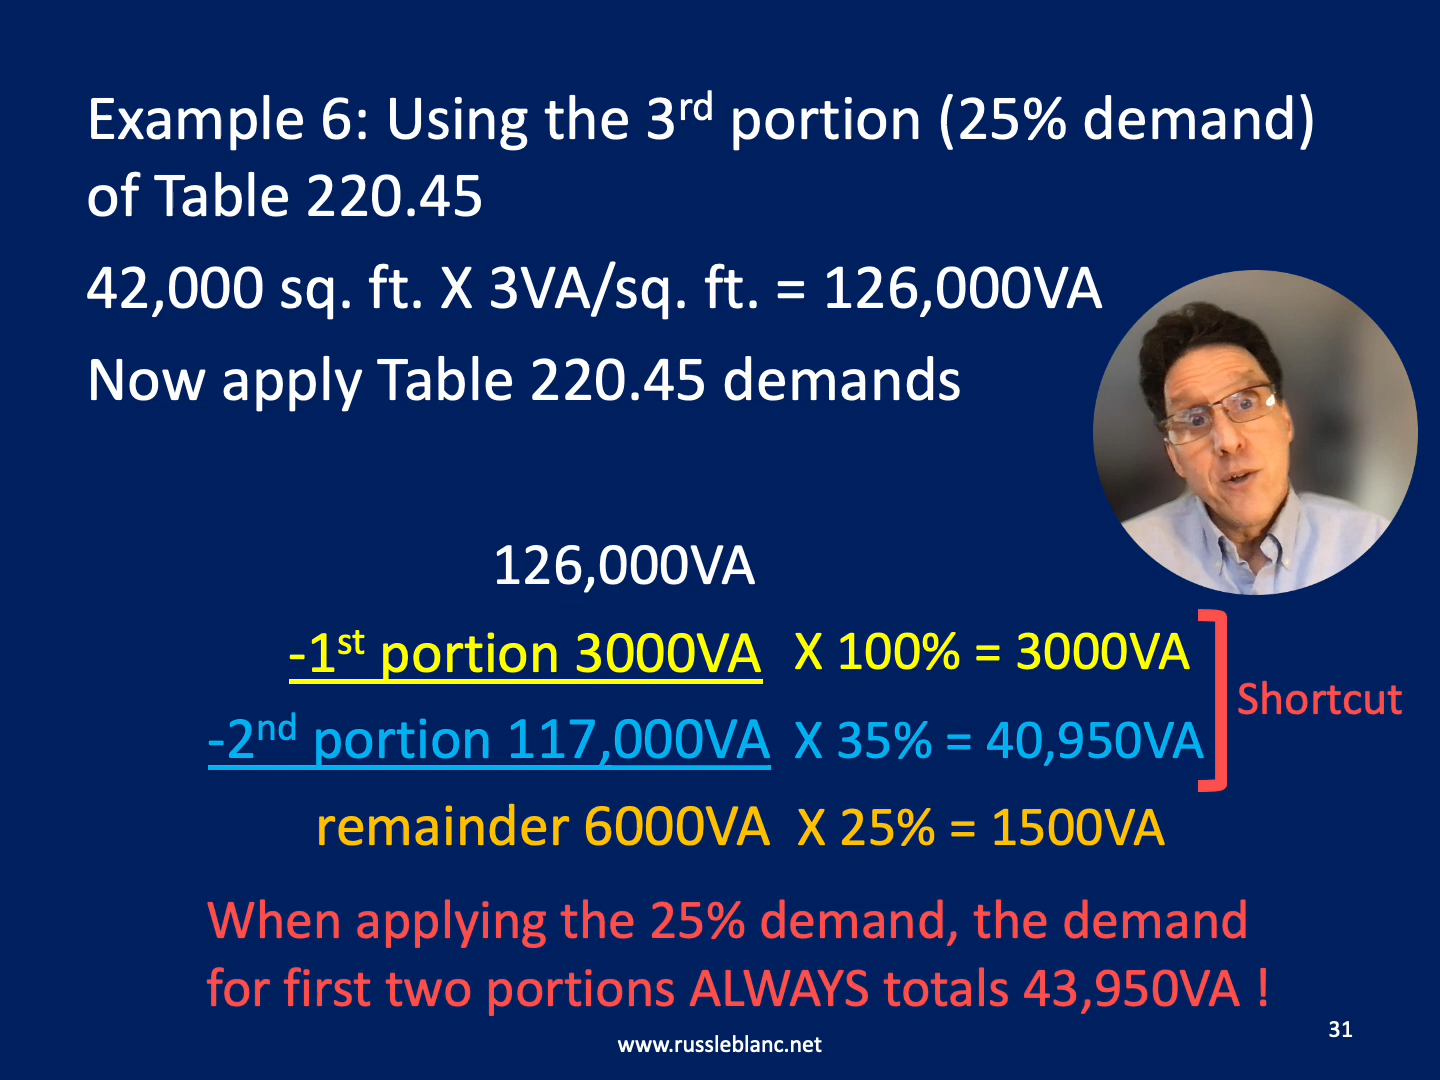 Example 6: Using the 3rd portion (25% demand)
of Table 220.45
42,000 sq. ft. X 3VA/sq. ft. = 126,000VA
Now apply Table 220.45 demands
126,000VA
-1st portion 3000VA X 100% = 3000VA
-2nd portion 117,000VA X 35% = 40,950VA
Shortcut
remainder 6000VA X 25% = 1500VA
When applying the 25% demand, the demand
for first two portions ALWAYS totals 43,950VA !
31
www.russleblanc.net